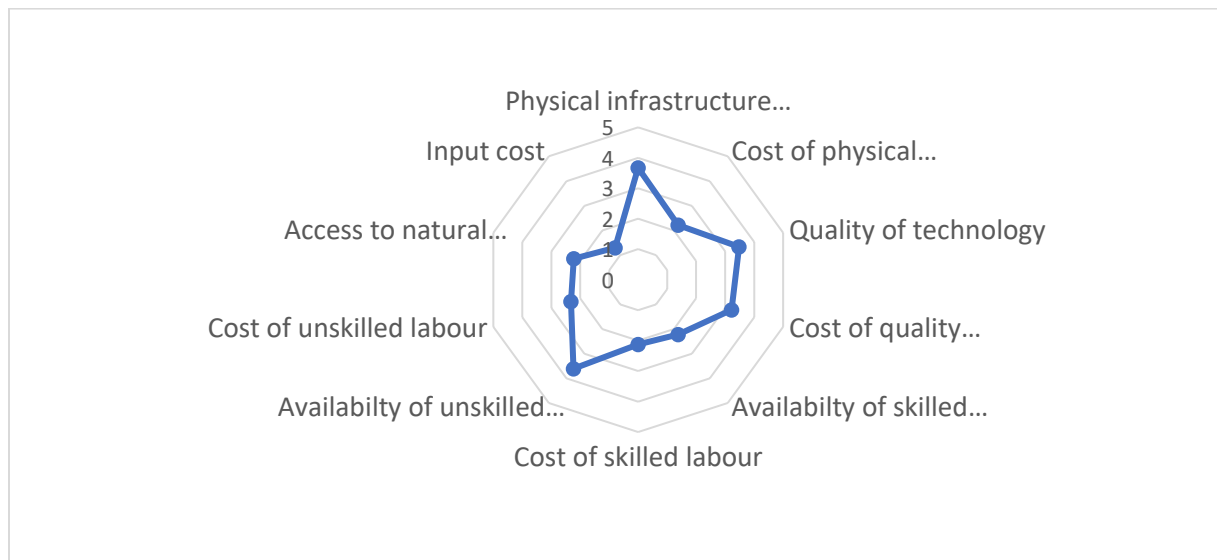 Physical infrastructure...
Cost of physical...
Quality of technology
Cost of quality...
Availabilty of skilled...
Cost of skilled labour
Availabilty of unskilled...
Cost of unskilled labour
Access to natural...
Input cost
5
4
3
2
1
0